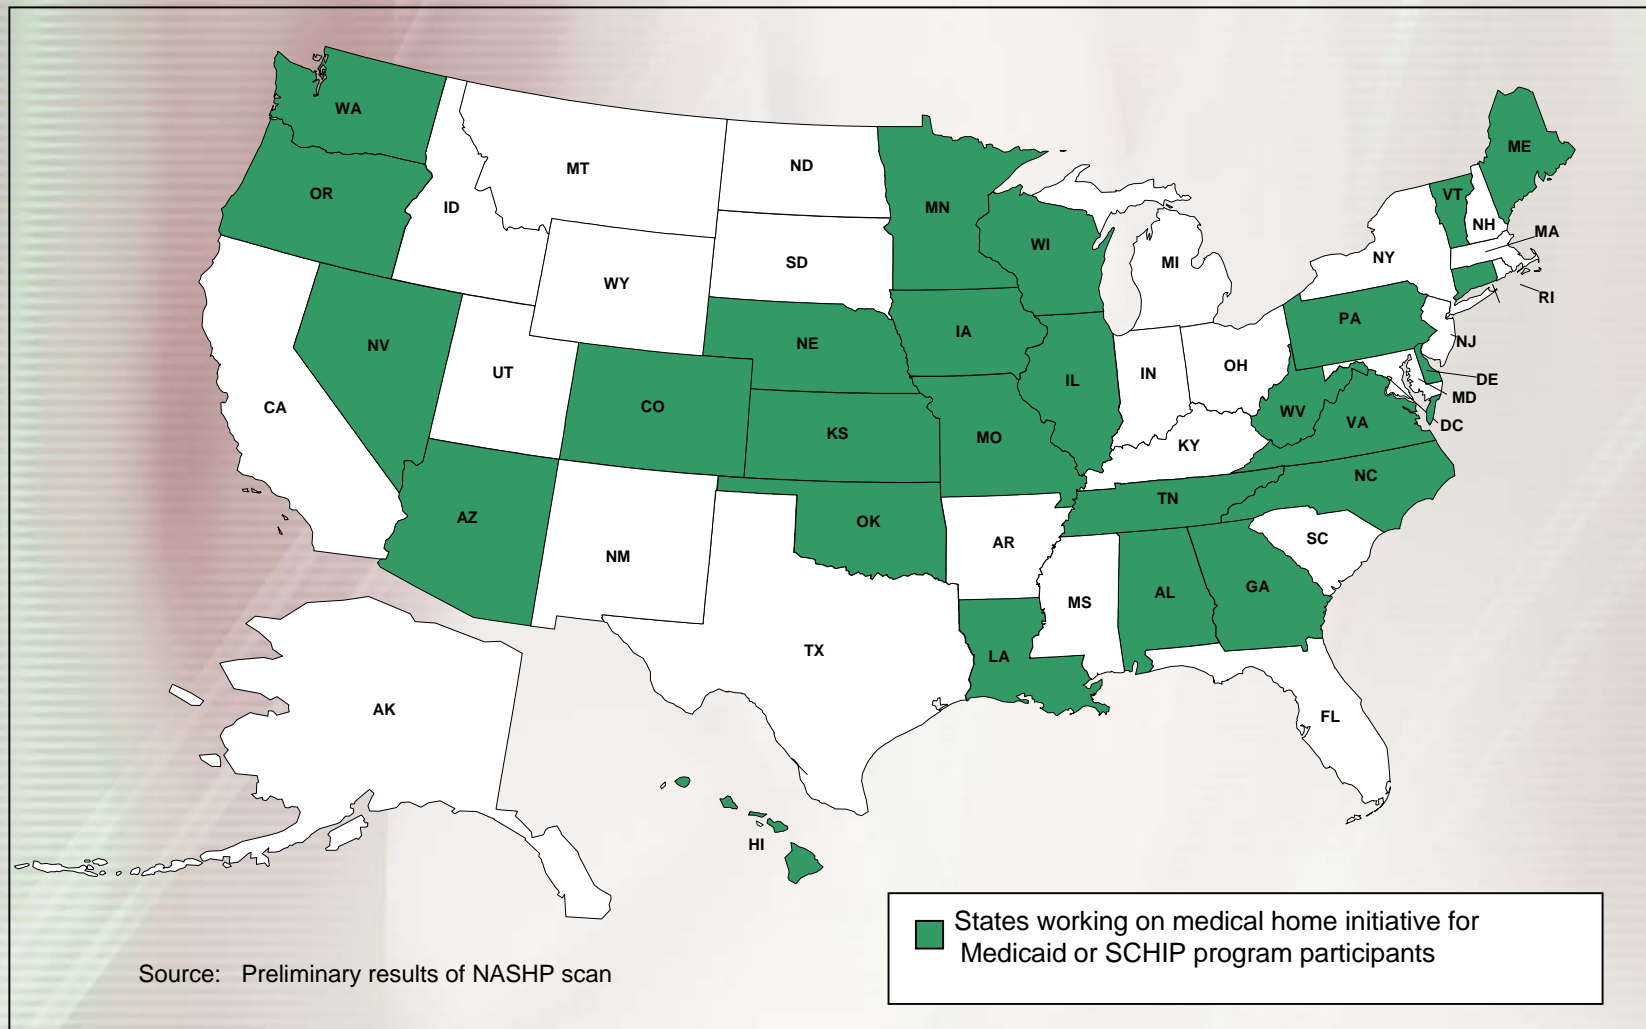 WA
OR
ID
MT
ND
MN
WI
MI
ME
VT
NH
MA
NY
RI
SD
WY
NE
IA
PA
NJ
NV
UT
CO
KS
MO
IL
IN
OH
DE
MD
DC
CA
WV
VA
KY
NC
TN
AZ
NM
OK
AR
SC
MS
AL
GA
LA
TX
FL
AK
HI
States working on medical home initiative for
Medicaid or SCHIP program participants
Source: Preliminary results of NASHP scan